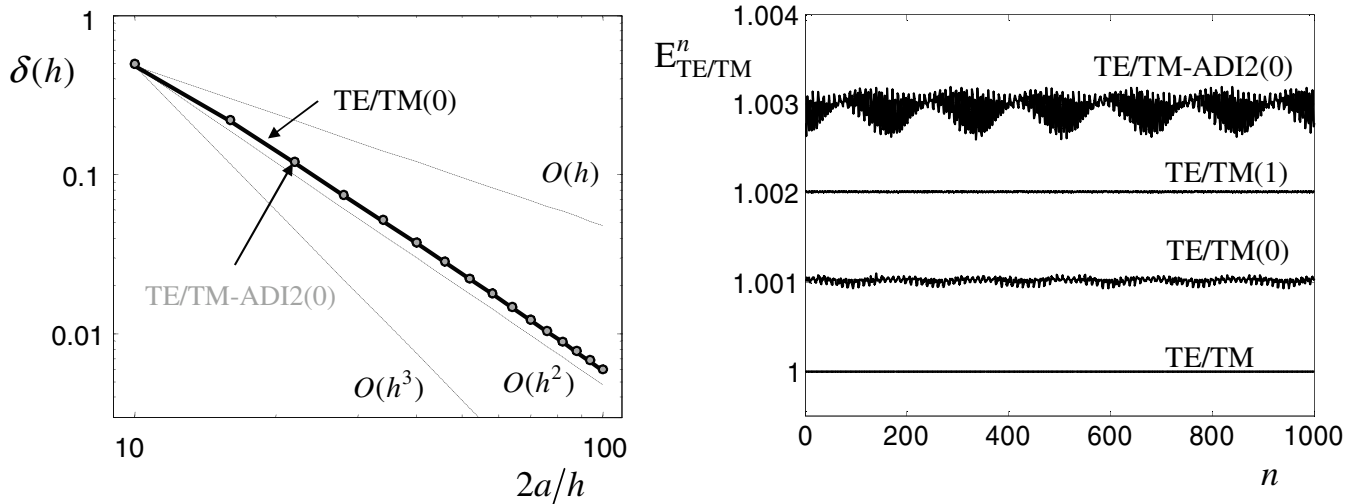 1
δ(h)
TE/TM(0)
O(h)
0.1
TE/TM-ADI2(0)
0.01
O(h³)
O(h²)
10
100
2a/h
1.004
E^n_TE/TM
TE/TM-ADI2(0)
1.003
TE/TM(1)
1.002
TE/TM(0)
1.001
TE/TM
1
0 200 400 600 800 1000
n